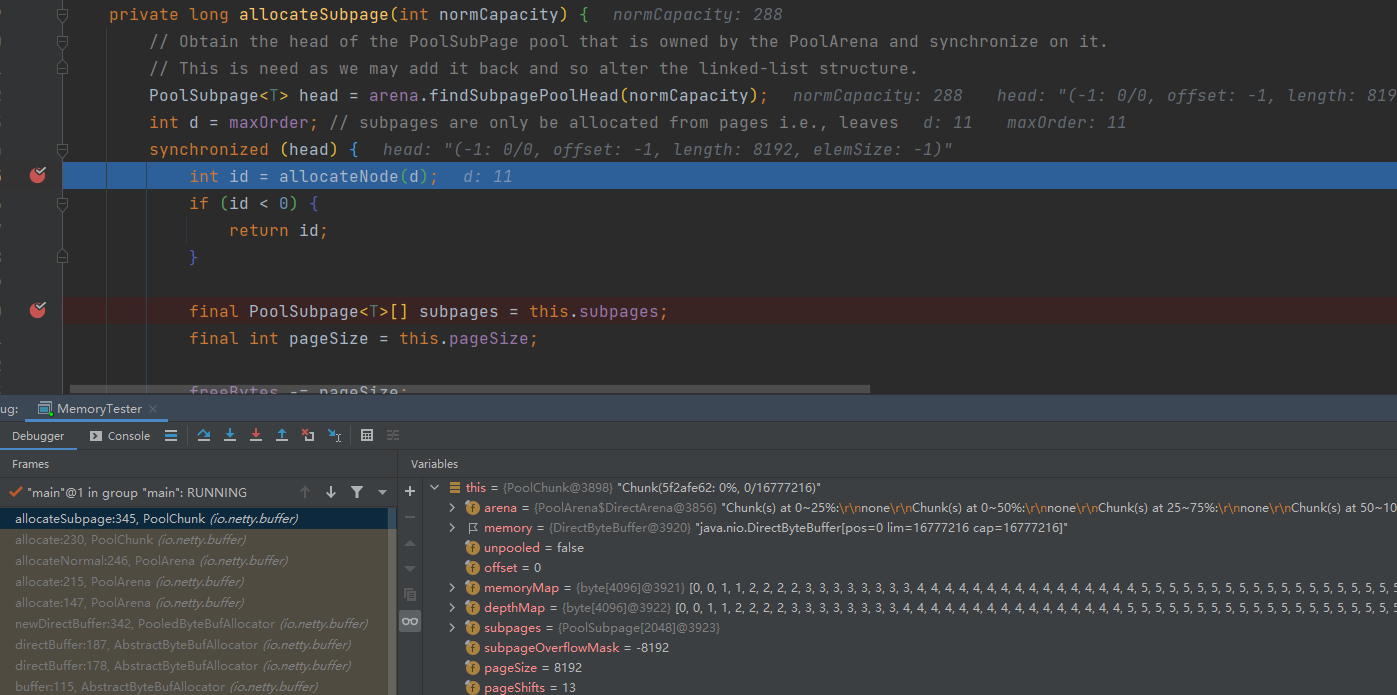 private long allocateSubpage(int normCapacity) {   normCapacity: 288
// Obtain the head of the PoolSubPage pool that is owned by the PoolArena and synchronize on it.
// This is need as we may add it back and so alter the linked-list structure.
PoolSubpage<T> head = arena.findSubpagePoolHead(normCapacity);   normCapacity: 288   head: "(-1: 0/0, offset: -1, length: 819
int d = maxOrder; // subpages are only be allocated from pages i.e., leaves   d: 11   maxOrder: 11
synchronized (head) {   head: "(-1: 0/0, offset: -1, length: 8192, elemSize: -1)"
int id = allocateNode(d);   d: 11
if (id < 0) {
return id;
}
final PoolSubpage<T>[] subpages = this.subpages;
final int pageSize = this.pageSize;
freeBytes -= pageSize;
ug: MemoryTester
Debugger Console
Frames Variables
"main"@1 in group "main": RUNNING
allocateSubpage:345, PoolChunk (io.netty.buffer)
allocate:230, PoolChunk (io.netty.buffer)
allocateNormal:246, PoolArena (io.netty.buffer)
allocate:215, PoolArena (io.netty.buffer)
allocate:147, PoolArena (io.netty.buffer)
newDirectBuffer:342, PooledByteBufAllocator (io.netty.buffer)
directBuffer:187, AbstractByteBufAllocator (io.netty.buffer)
directBuffer:178, AbstractByteBufAllocator (io.netty.buffer)
buffer:115, AbstractByteBufAllocator (io.netty.buffer)
this = {PoolChunk@3898} "Chunk(5f2afe62: 0%, 0/16777216)"
arena = {PoolArena$DirectArena@3856} "Chunk(s) at 0~25%:\r\nnone\r\nChunk(s) at 0~50%:\r\nnone\r\nChunk(s) at 25~75%:\r\nnone\r\nChunk(s) at 50~10
memory = {DirectByteBuffer@3920} "java.nio.DirectByteBuffer[pos=0 lim=16777216 cap=16777216]"
unpooled = false
offset = 0
memoryMap = {byte[4096]@3921} [0, 0, 1, 1, 2, 2, 2, 2, 3, 3, 3, 3, 3, 3, 3, 3, 4, 4, 4, 4, 4, 4, 4, 4, 4, 4, 4, 4, 4, 4, 4, 4, 5, 5, 5, 5, 5, 5, 5, 5, 5, 5, 5, 5, 5, 5, 5, 5, 5, 5, 5
depthMap = {byte[4096]@3922} [0, 0, 1, 1, 2, 2, 2, 2, 3, 3, 3, 3, 3, 3, 3, 3, 4, 4, 4, 4, 4, 4, 4, 4, 4, 4, 4, 4, 4, 4, 4, 4, 5, 5, 5, 5, 5, 5, 5, 5, 5, 5, 5, 5, 5, 5, 5, 5, 5, 5, 5,
subpages = {PoolSubpage[2048]@3923}
subpageOverflowMask = -8192
pageSize = 8192
pageShifts = 13